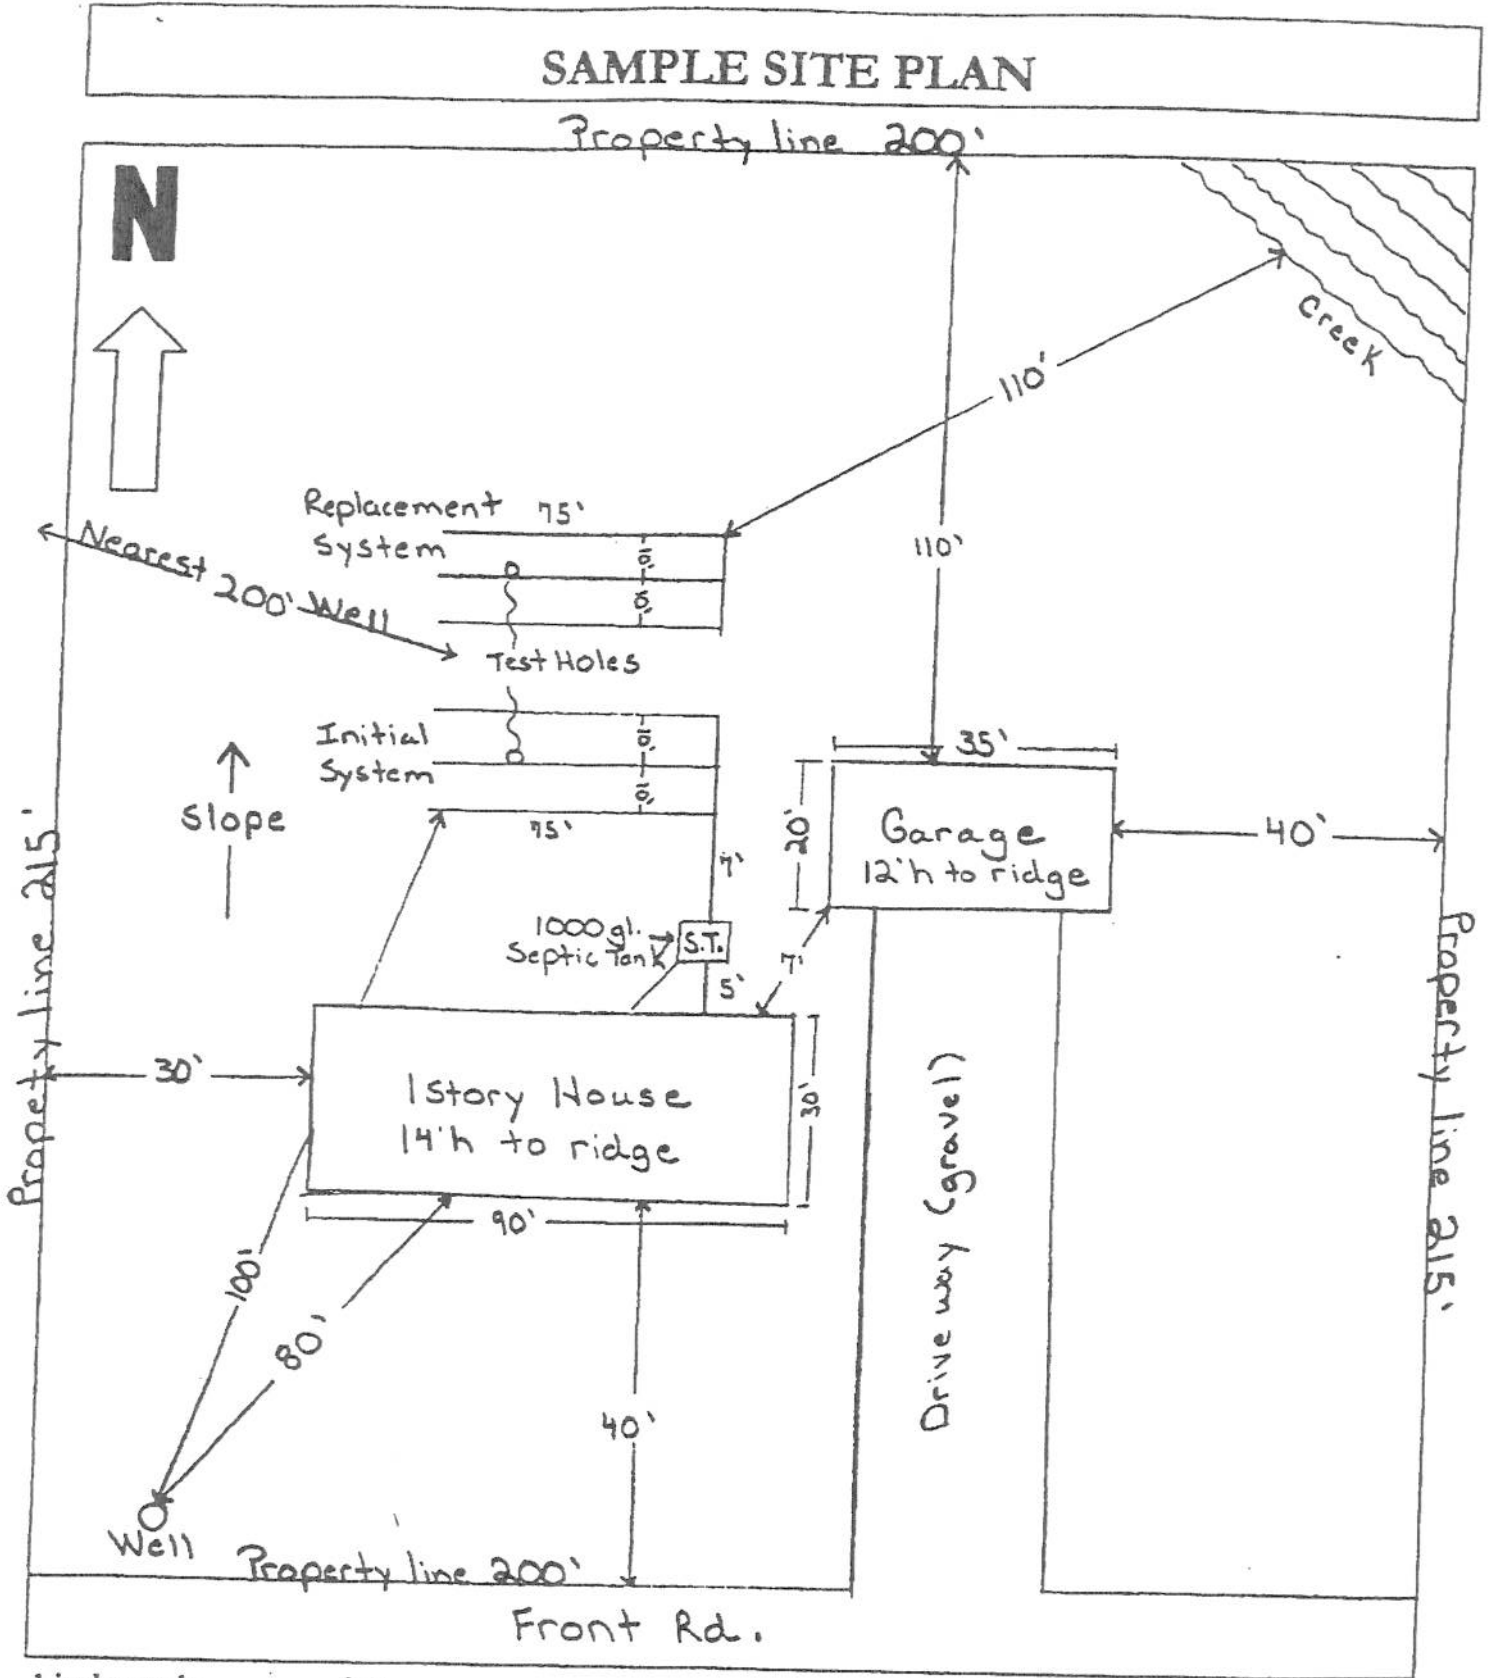 SAMPLE SITE PLAN
Property line 200'
N
Creek
110'
110'
Replacement 75'
System
10'
10'
Nearest
200' Well
Test Holes
Initial
System
10'
10'
75'
Slope
35'
20'
Garage
12'h to ridge
40'
7'
1000 gl.
Septic Tank
S.T.
5'
7'
Property line 215'
Property line 215'
30'
1 Story House
14'h to ridge
30'
90'
100'
80'
40'
Drive way (gravel)
Well
Property line 200'
Front Rd.